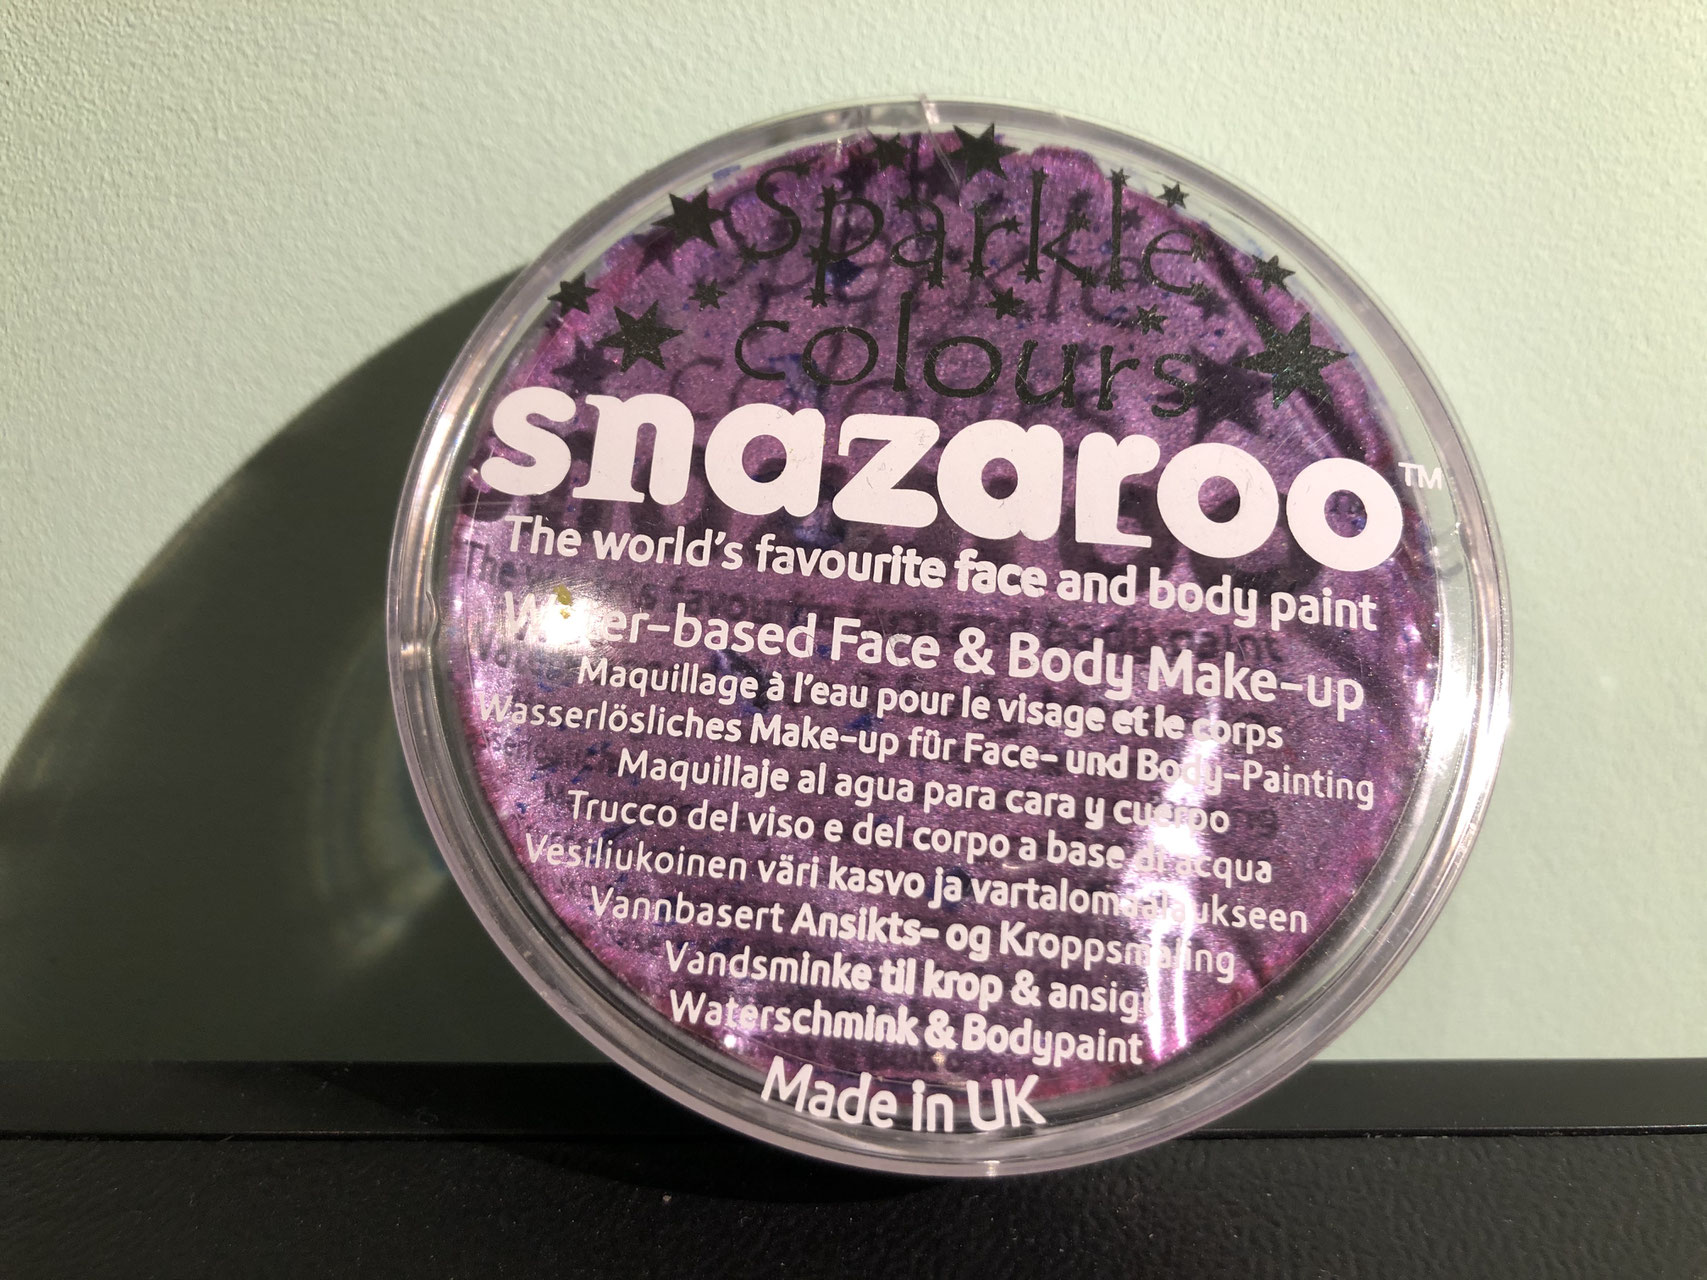 Sparkle
colours
snazaroo™
The world's favourite face and body paint
Water-based Face & Body Make-up
Maquillage à l'eau pour le visage et le corps
Wasserlösliches Make-up für Face- und Body-Painting
Maquillaje al agua para cara y cuerpo
Trucco del viso e del corpo a base di acqua
Vesiliukoinen väri kasvo ja vartalomaalaukseen
Vannbasert Ansikts- og Kroppsmaling
Vandsminke til krop & ansigt
Waterschmink & Bodypaint
Made in UK